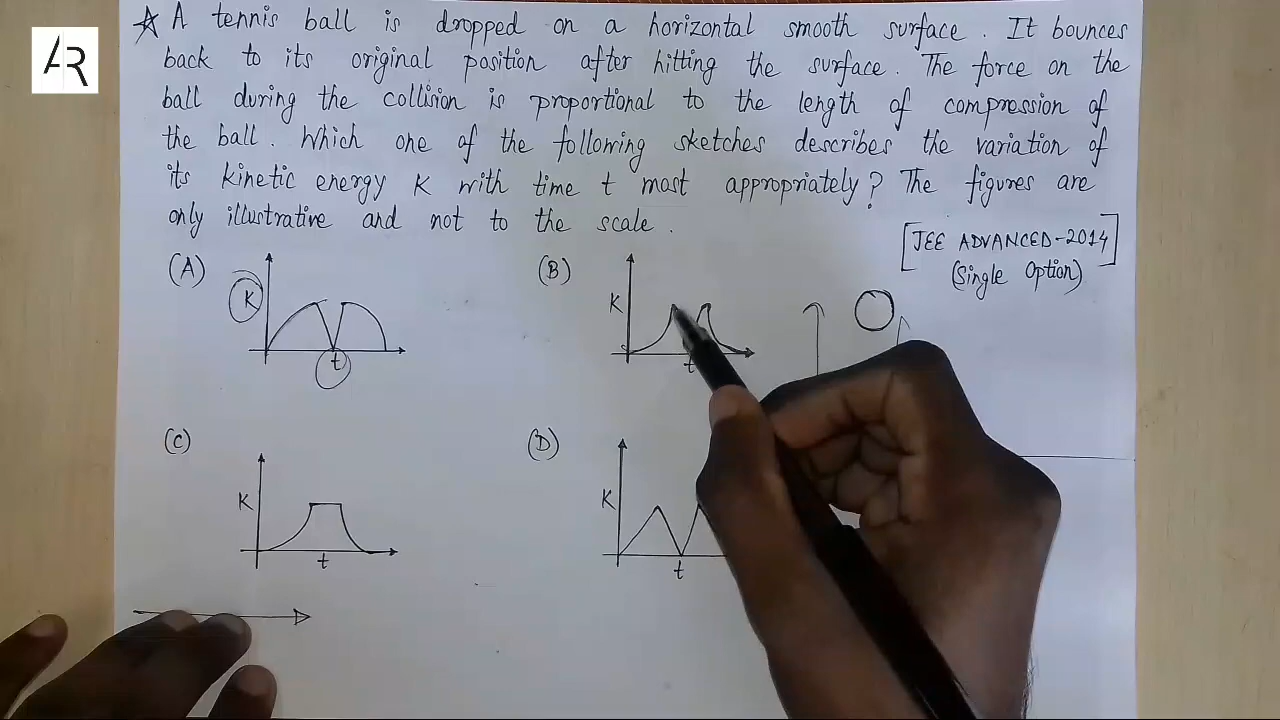 AR
☆ A tennis ball is dropped on a horizontal smooth surface. It bounces
back to its original position after hitting the surface. The force on the
ball during the collision is proportional to the length of compression of
the ball. Which one of the following sketches describes the variation of
its kinetic energy K with time t most appropriately? The figures are
only illustrative and not to the scale.
[JEE ADVANCED-2014]
(Single Option)
(A)
K
t
(B)
K
t
(C)
K
t
(D)
K
t